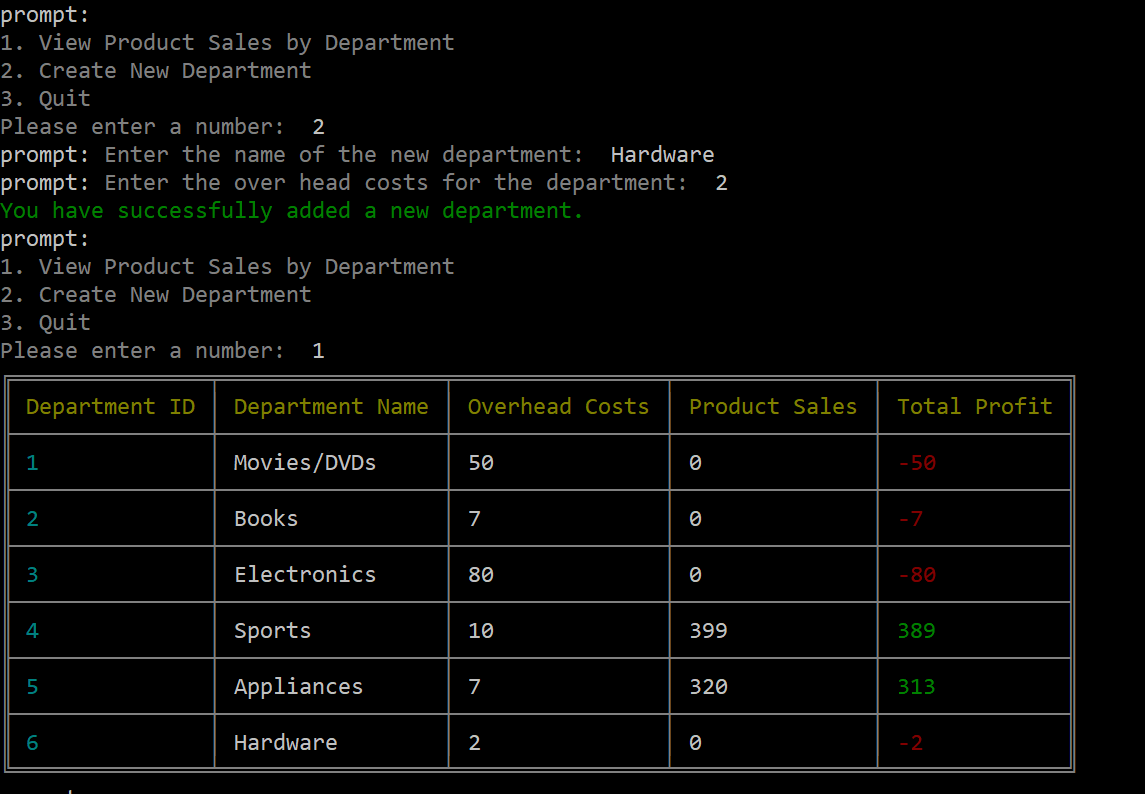 prompt:
1. View Product Sales by Department
2. Create New Department
3. Quit
Please enter a number:  2
prompt: Enter the name of the new department:  Hardware
prompt: Enter the over head costs for the department:  2
You have successfully added a new department.
prompt:
1. View Product Sales by Department
2. Create New Department
3. Quit
Please enter a number:  1
Department ID Department Name Overhead Costs Product Sales Total Profit
1 Movies/DVDs 50 0 -50
2 Books 7 0 -7
3 Electronics 80 0 -80
4 Sports 10 399 389
5 Appliances 7 320 313
6 Hardware 2 0 -2